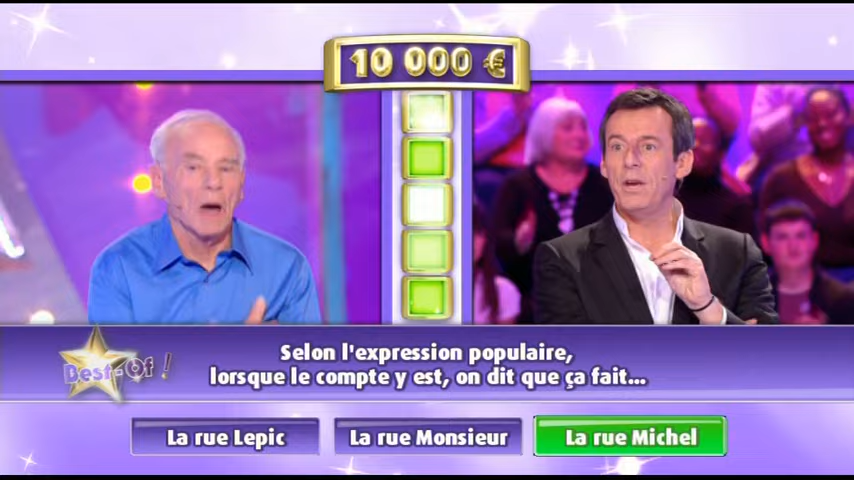 10 000 €
Selon l'expression populaire,
lorsque le compte y est, on dit que ça fait...
Best-Of !
La rue Lepic
La rue Monsieur
La rue Michel